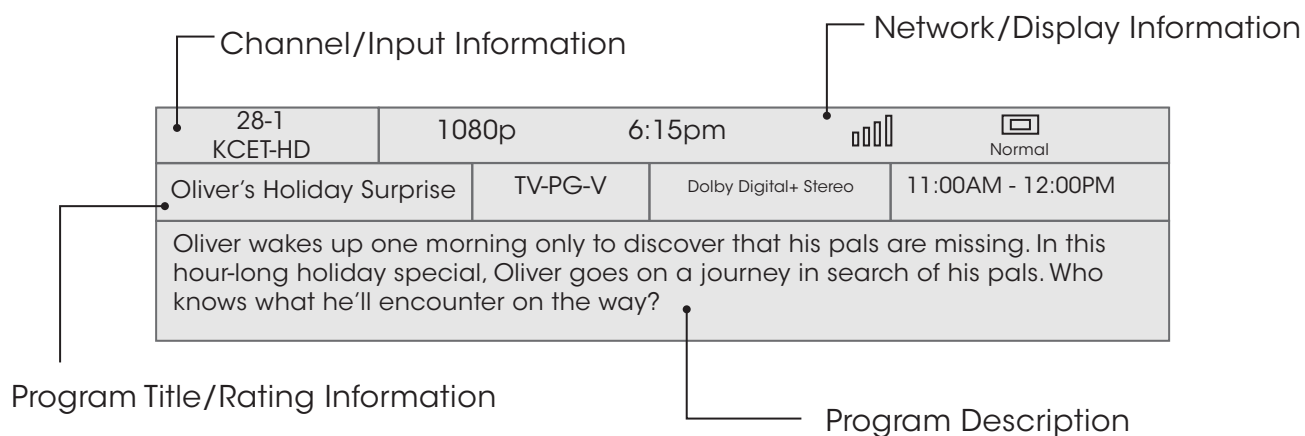 Channel/Input Information
Network/Display Information
28-1
KCET-HD
1080p
6:15pm
Normal
Oliver's Holiday Surprise
TV-PG-V
Dolby Digital+ Stereo
11:00AM - 12:00PM
Oliver wakes up one morning only to discover that his pals are missing. In this
hour-long holiday special, Oliver goes on a journey in search of his pals. Who
knows what he'll encounter on the way?
Program Title/Rating Information
Program Description